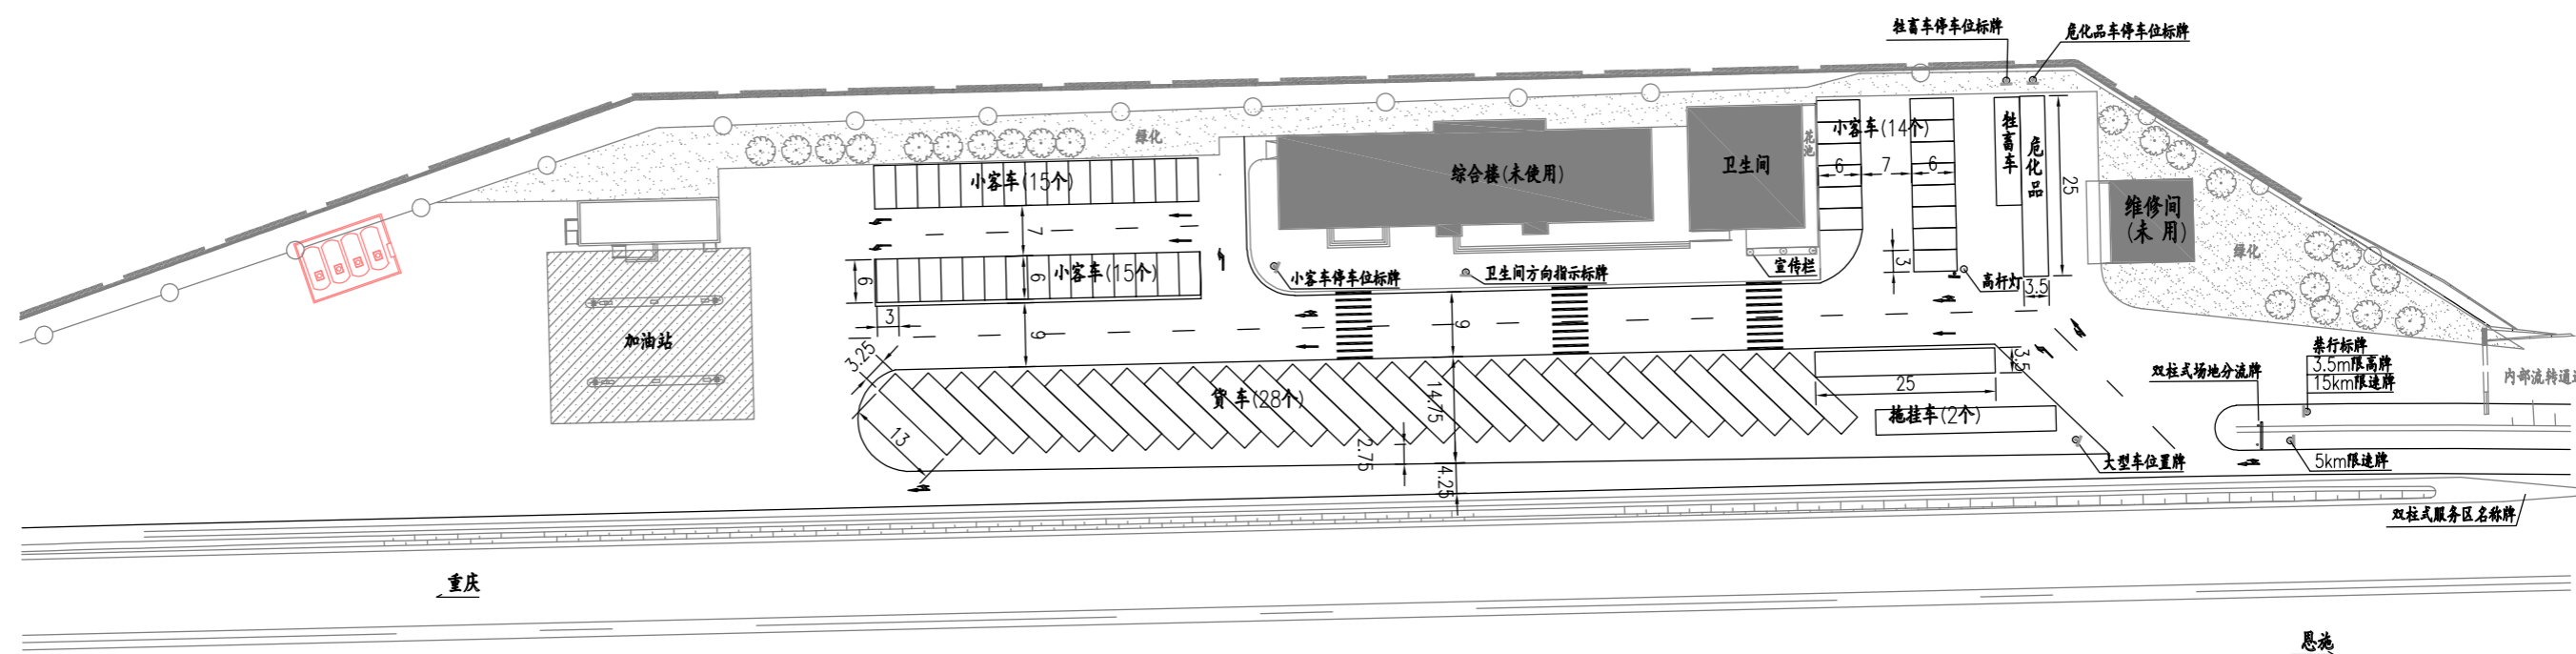 牲畜车停车位标牌
危化品车停车位标牌
绿化
小客车(15个)
综合楼(未使用)
卫生间
花池
小客车(14个)
6
7
6
牲畜车
危化品
25
维修间
(未 用)
绿化
7
小客车(15个)
6
6
3
小客车停车位标牌
卫生间方向指示标牌
宣传栏
3
高杆灯
3.5
加油站
9
9
3.25
13
货车(28个)
14.75
2.75
4.25
3.5
25
拖挂车(2个)
大型车位置牌
双柱式场地分流牌
禁行标牌
3.5m限高牌
15km限速牌
内部流转通道
5km限速牌
双柱式服务区名称牌
重庆
恩施